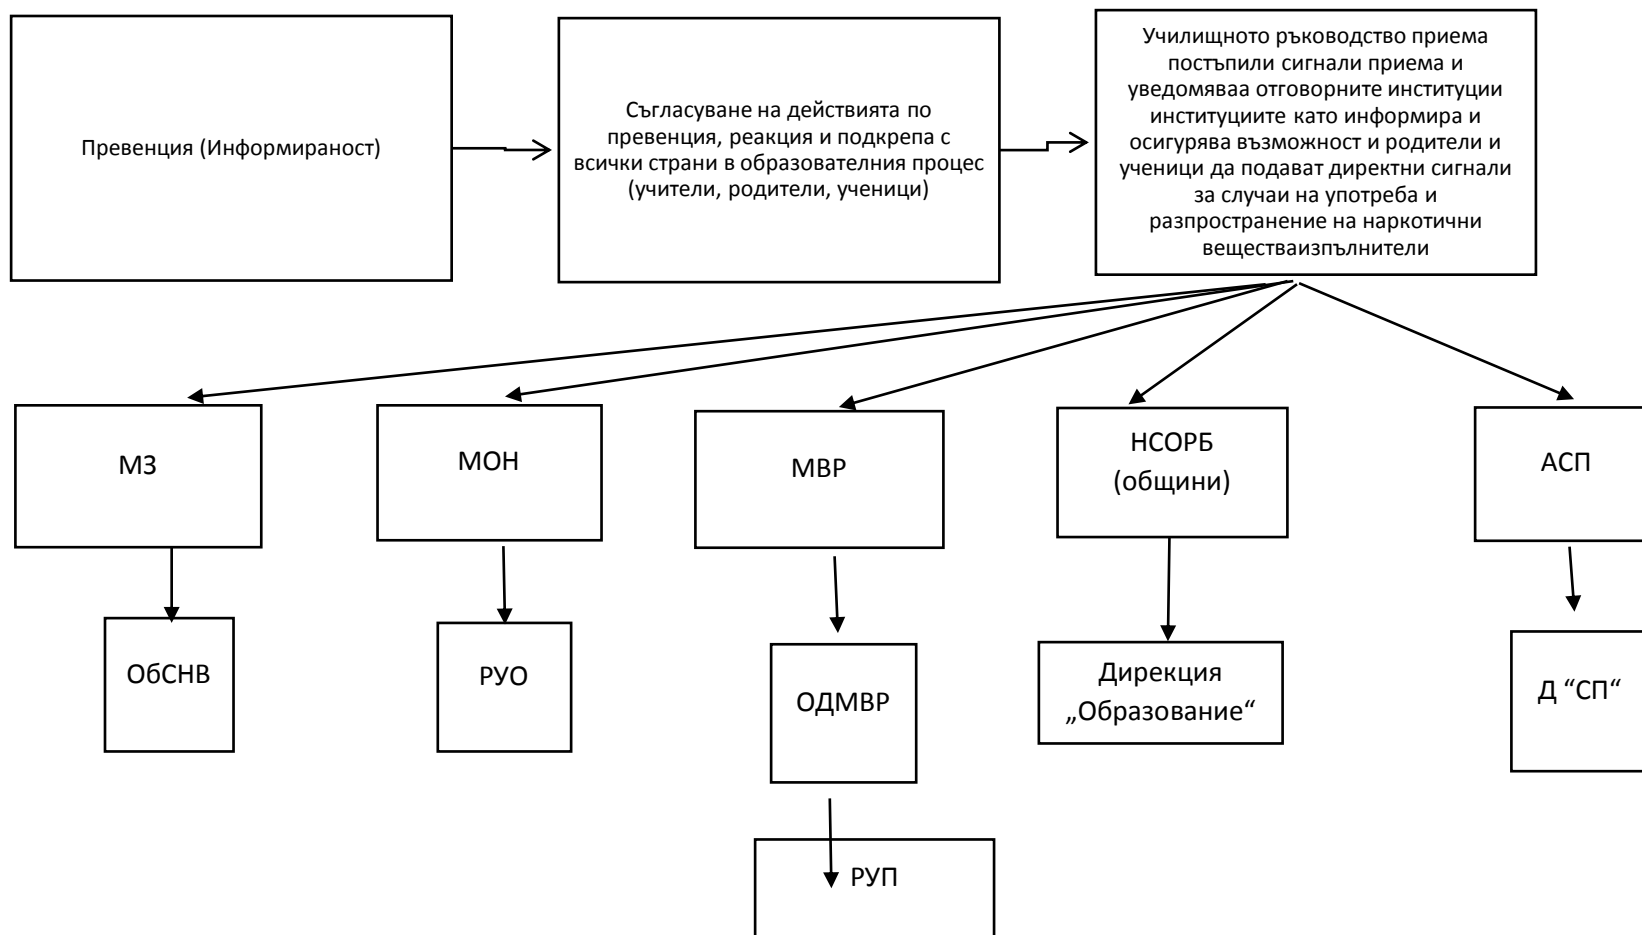 Превенция (Информираност)
Съгласуване на действията по
превенция, реакция и подкрепа с
всички страни в образователния процес
(учители, родители, ученици)
Училищното ръководство приема
постъпили сигнали приема и
уведомяваа отговорните институции
институциите като информира и
осигурява възможност и родители и
ученици да подават директни сигнали
за случаи на употреба и
разпространение на наркотични
веществаизпълнители
МЗ
МОН
МВР
НСОРБ
(общини)
АСП
ОбСНВ
РУО
ОДМВР
Дирекция
„Образование“
Д “СП“
РУП